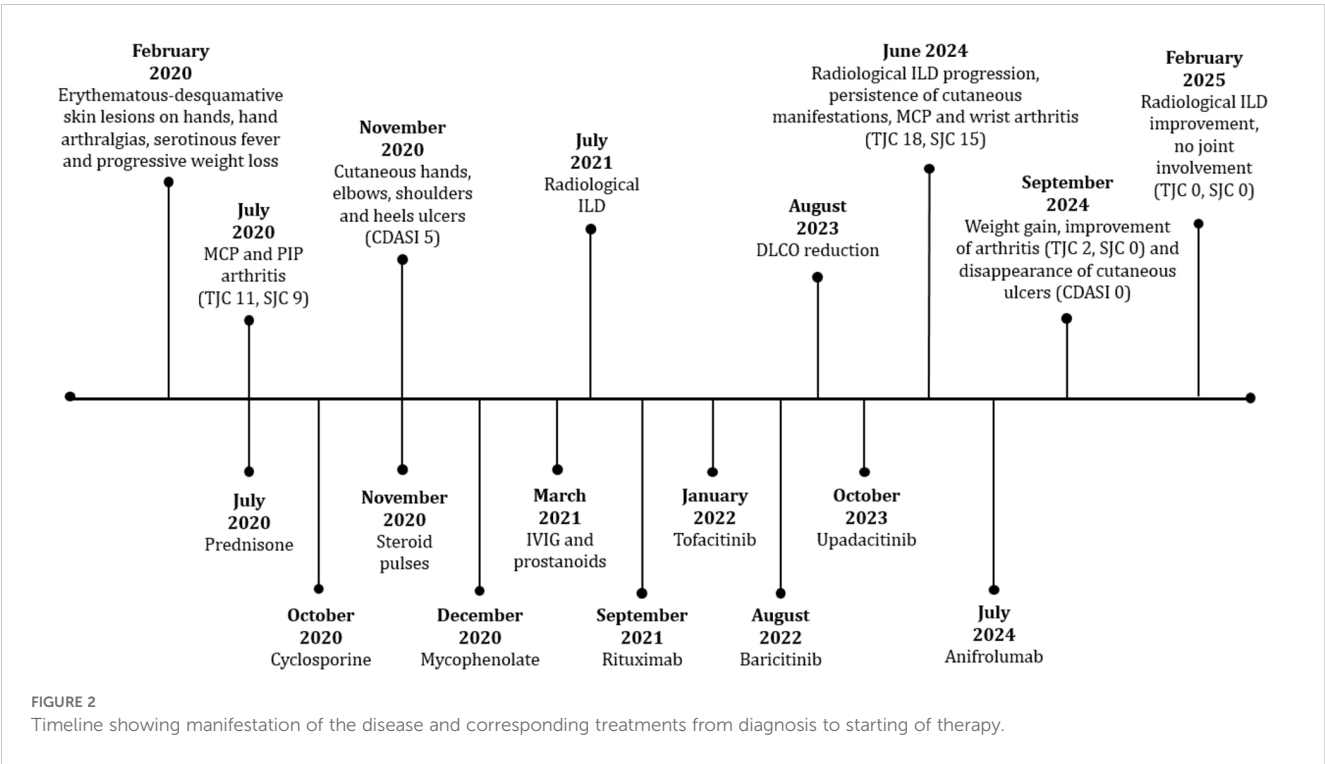 February
2020
Erythematous-desquamative
skin lesions on hands, hand
arthralgias, serotinous fever
and progressive weight loss
July
2020
MCP and PIP
arthritis
(TJC 11, SJC 9)
November
2020
Cutaneous hands,
elbows, shoulders
and heels ulcers
(CDASI 5)
July
2021
Radiological
ILD
August
2023
DLCO reduction
June 2024
Radiological ILD progression,
persistence of cutaneous
manifestations, MCP and wrist arthritis
(TJC 18, SJC 15)
September
2024
Weight gain, improvement
of arthritis (TJC 2, SJC 0) and
disappearance of cutaneous
ulcers (CDASI 0)
February
2025
Radiological ILD
improvement,
no joint
involvement
(TJC 0, SJC 0)
July
2020
Prednisone
October
2020
Cyclosporine
November
2020
Steroid
pulses
December
2020
Mycophenolate
March
2021
IVIG and
prostanoids
September
2021
Rituximab
January
2022
Tofacitinib
August
2022
Baricitinib
October
2023
Upadacitinib
July
2024
Anifrolumab
FIGURE 2
Timeline showing manifestation of the disease and corresponding treatments from diagnosis to starting of therapy.